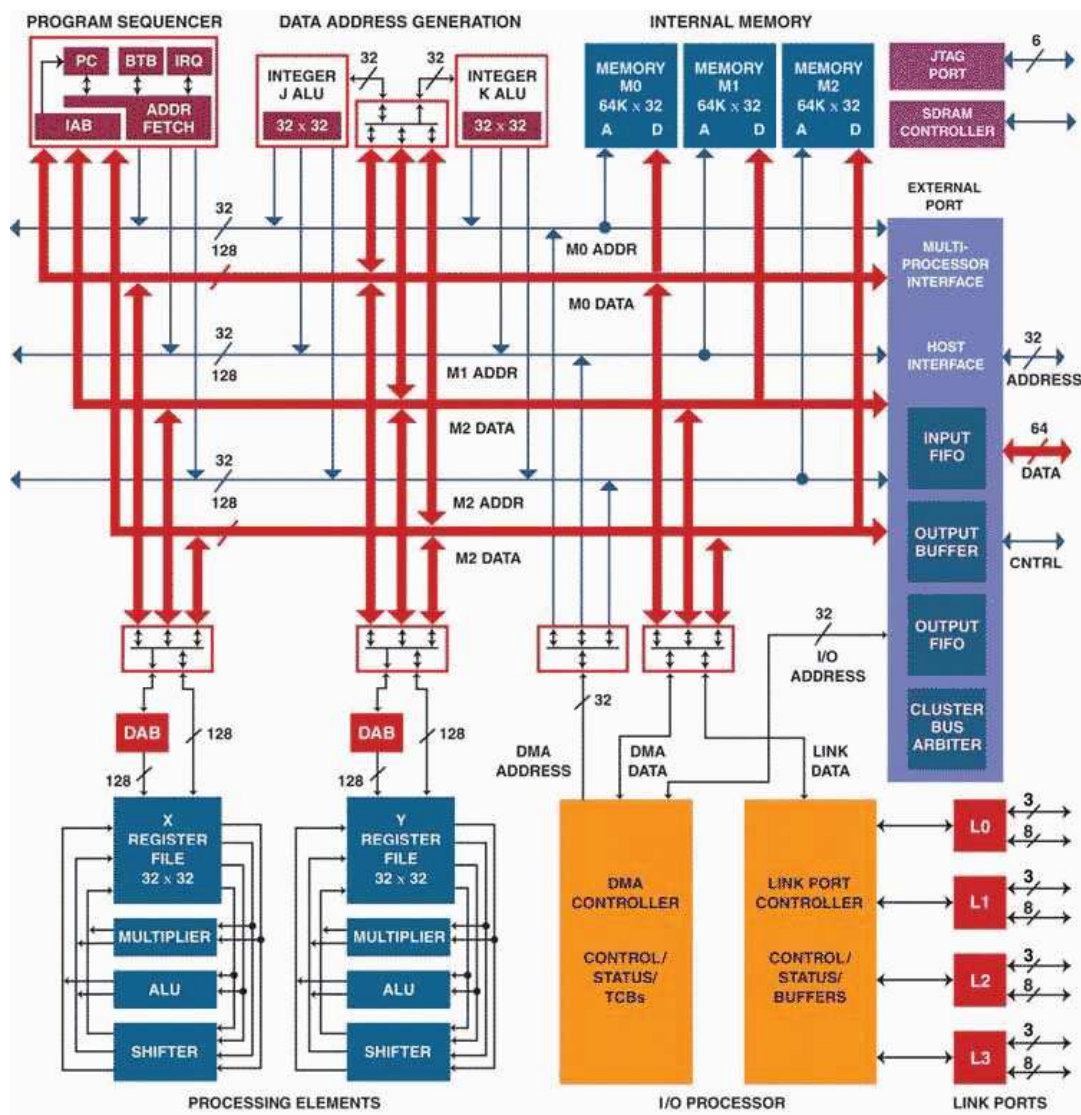 PROGRAM SEQUENCER
DATA ADDRESS GENERATION
INTERNAL MEMORY
PC
BTB
IRQ
ADDR
FETCH
IAB
INTEGER
J ALU
32 x 32
32
32
INTEGER
K ALU
32 x 32
MEMORY
M0
64K x 32
A D
MEMORY
M1
64K x 32
A D
MEMORY
M2
64K x 32
A D
JTAG
PORT
6
SDRAM
CONTROLLER
EXTERNAL
PORT
32
128
M0 ADDR
M0 DATA
MULTI-
PROCESSOR
INTERFACE
32
128
M1 ADDR
M2 DATA
HOST
INTERFACE
32
ADDRESS
INPUT
FIFO
64
DATA
32
128
M2 ADDR
M2 DATA
OUTPUT
BUFFER
CNTRL
OUTPUT
FIFO
32
I/O
ADDRESS
CLUSTER
BUS
ARBITER
DAB
128
128
DAB
128
128
32
DMA
ADDRESS
DMA
DATA
LINK
DATA
X
REGISTER
FILE
32 x 32
MULTIPLIER
ALU
SHIFTER
Y
REGISTER
FILE
32 x 32
MULTIPLIER
ALU
SHIFTER
DMA
CONTROLLER
CONTROL/
STATUS/
TCBs
LINK PORT
CONTROLLER
CONTROL/
STATUS/
BUFFERS
L0
3
8
L1
3
8
L2
3
8
L3
3
8
PROCESSING ELEMENTS
I/O PROCESSOR
LINK PORTS